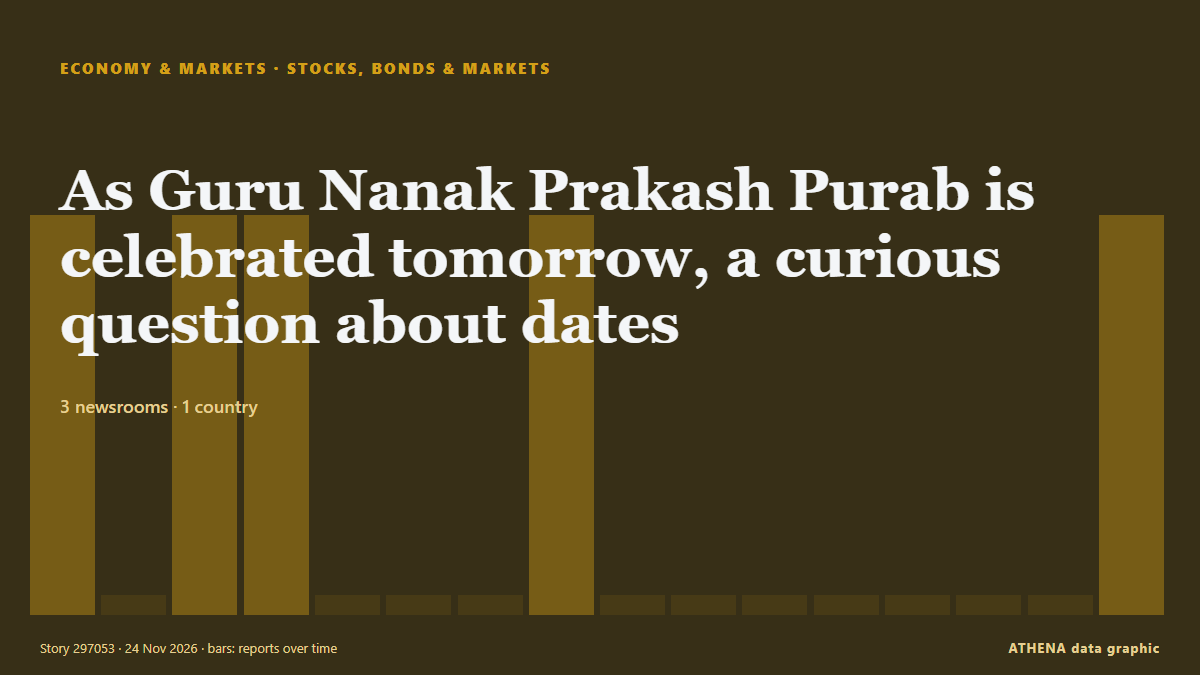 ECONOMY & MARKETS · STOCKS, BONDS & MARKETS
As Guru Nanak Prakash Purab is
celebrated tomorrow, a curious
question about dates
3 newsrooms · 1 country
Story 297053 · 24 Nov 2026 · bars: reports over time
ATHENA data graphic